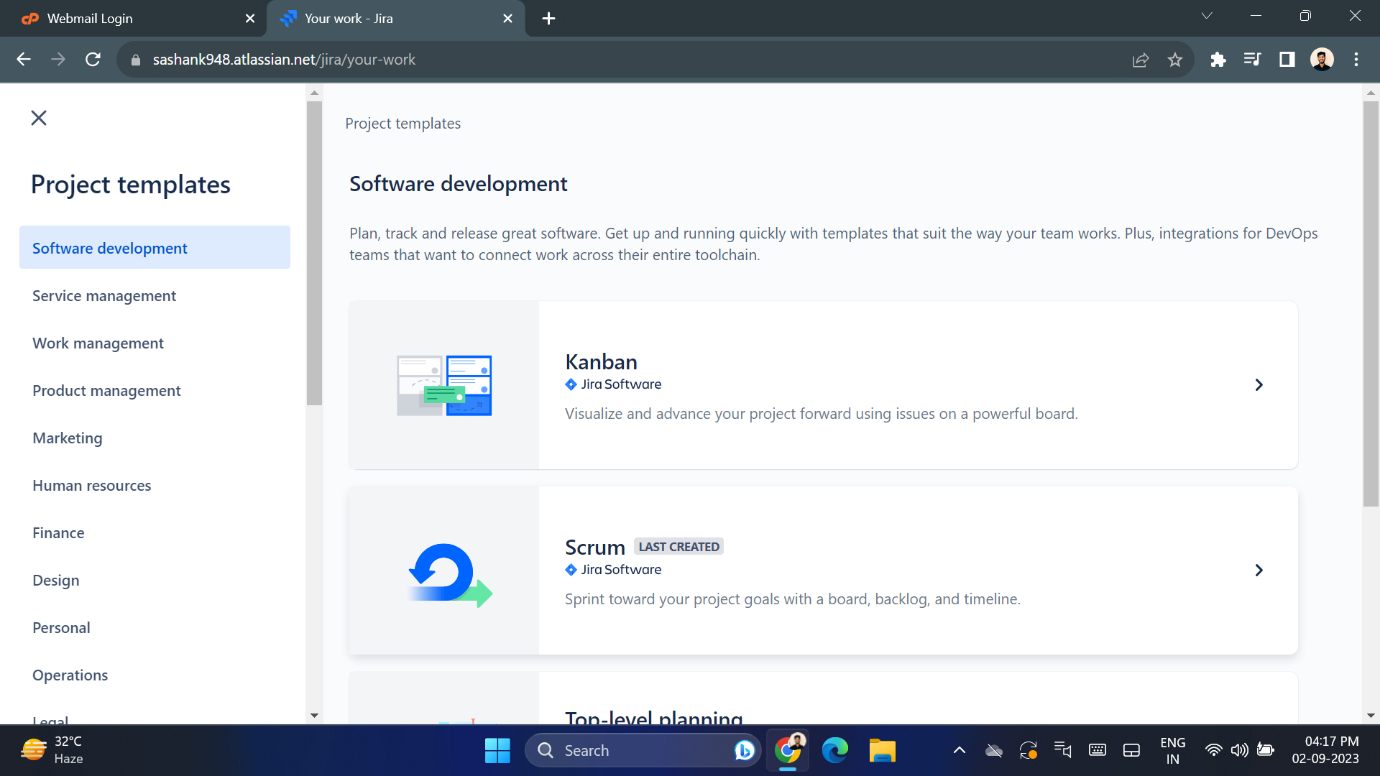 Webmail Login
Your work - Jira
sashank948.atlassian.net/jira/your-work
Project templates
Software development
Service management
Work management
Product management
Marketing
Human resources
Finance
Design
Personal
Operations
Legal
Project templates
Software development
Plan, track and release great software. Get up and running quickly with templates that suit the way your team works. Plus, integrations for DevOps
teams that want to connect work across their entire toolchain.
Kanban
Jira Software
Visualize and advance your project forward using issues on a powerful board.
Scrum LAST CREATED
Jira Software
Sprint toward your project goals with a board, backlog, and timeline.
Top-level planning
32°C
Haze
Search
ENG
IN
04:17 PM
02-09-2023